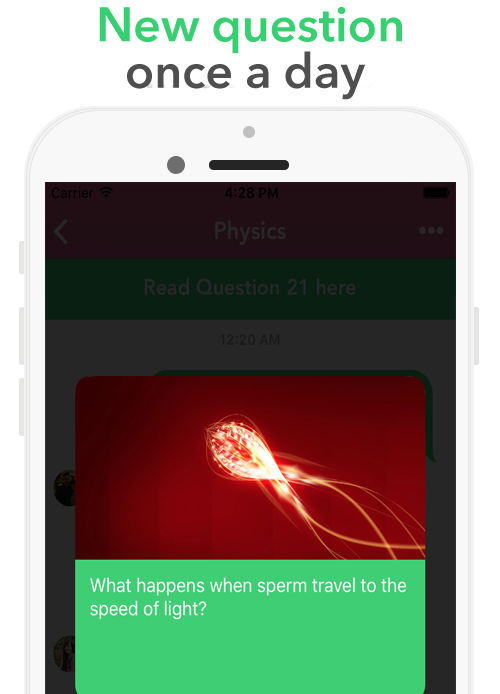 New question
once a day
Carrier 4:28 PM
Physics
Read Question 21 here
12:20 AM
What happens when sperm travel to the
speed of light?